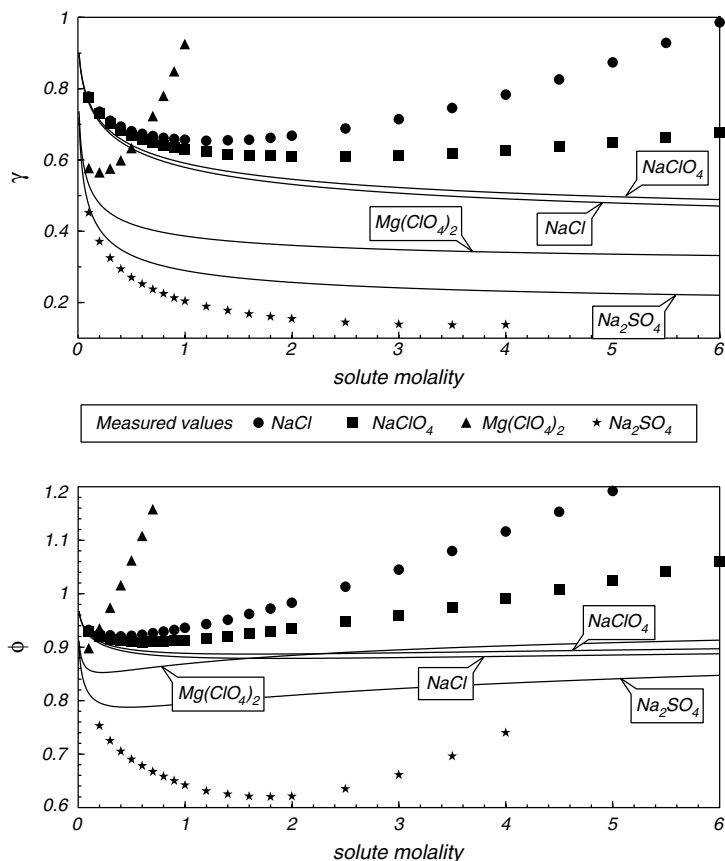 1
0.8
0.6
γ
0.4
0.2
NaClO₄
NaCl
Mg(ClO₄)₂
Na₂SO₄
0 1 2 3 4 5 6
solute molality
Measured values NaCl NaClO₄ Mg(ClO₄)₂ Na₂SO₄
1.2
1.1
1
0.9
ϕ
0.8
0.7
0.6
NaClO₄
NaCl
Mg(ClO₄)₂
Na₂SO₄
0 1 2 3 4 5 6
solute molality